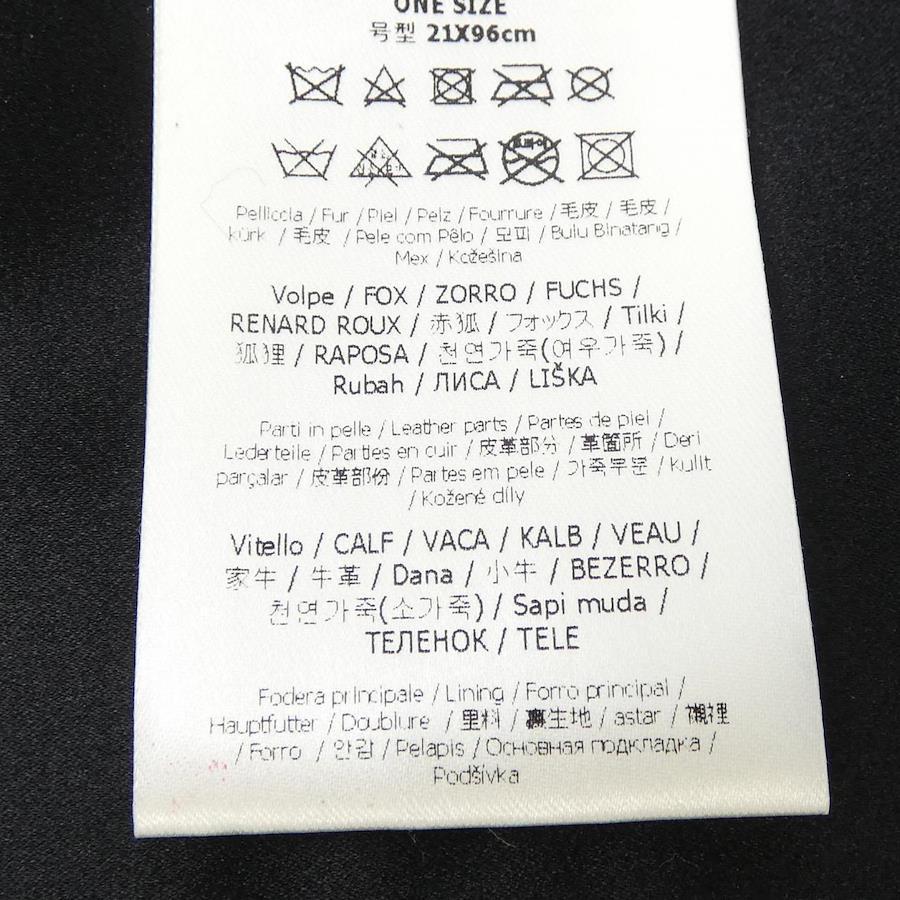 ONE SIZE
号型 21X96cm
Pelliccia / Fur / Piel / Pelz / Fourrure / 毛皮 / 毛皮 /
kürk / 毛皮 / Pele com Pêlo / 모피 / Bulu Binatang /
Mex / Kožešina
Volpe / FOX / ZORRO / FUCHS /
RENARD ROUX / 赤狐 / フォックス / Tilki /
狐狸 / RAPOSA / 천연가죽(여우가죽) /
Rubah / ЛИСА / LIŠKA
Parti in pelle / Leather parts / Partes de piel /
Lederteile / Parties en cuir / 皮革部分 / 革箇所 / Deri
parçalar / 皮革部份 / Partes em pele / 가죽부분 / Kulit
/ Kožené díly
Vitello / CALF / VACA / KALB / VEAU /
家牛 / 牛革 / Dana / 小牛 / BEZERRO /
천연가죽(소가죽) / Sapi muda /
ТЕЛЕНОК / TELE
Fodera principale / Lining / Forro principal /
Hauptfutter / Doublure / 里料 / 裏生地 / astar / 襯裡
/ Forro / 안감 / Pelapis / Основная подкладка /
Podšívka